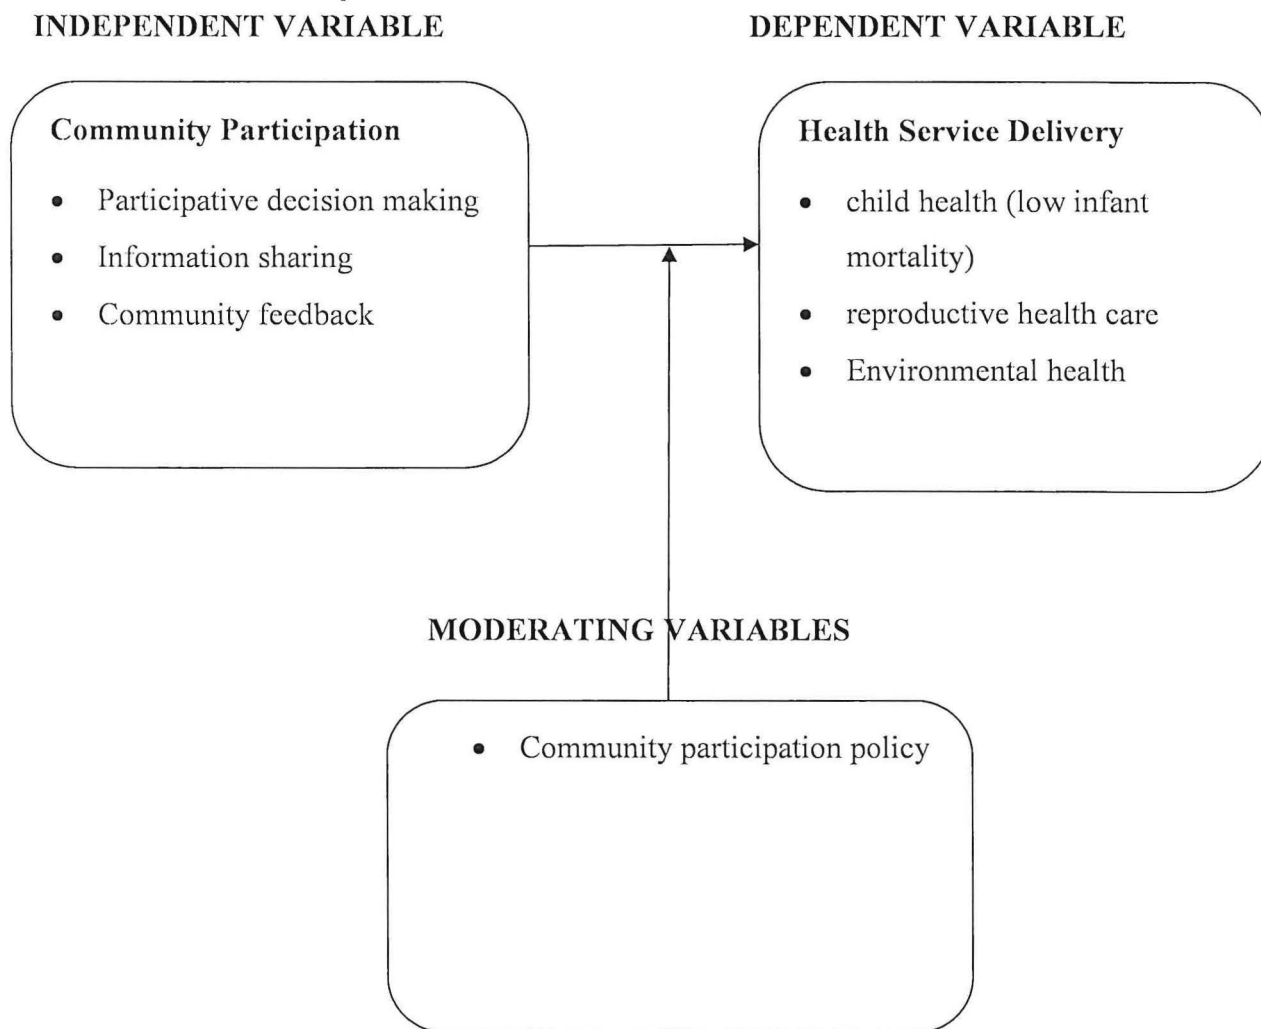 INDEPENDENT VARIABLE
DEPENDENT VARIABLE
Community Participation
• Participative decision making
• Information sharing
• Community feedback
Health Service Delivery
• child health (low infant
mortality)
• reproductive health care
• Environmental health
MODERATING VARIABLES
• Community participation policy